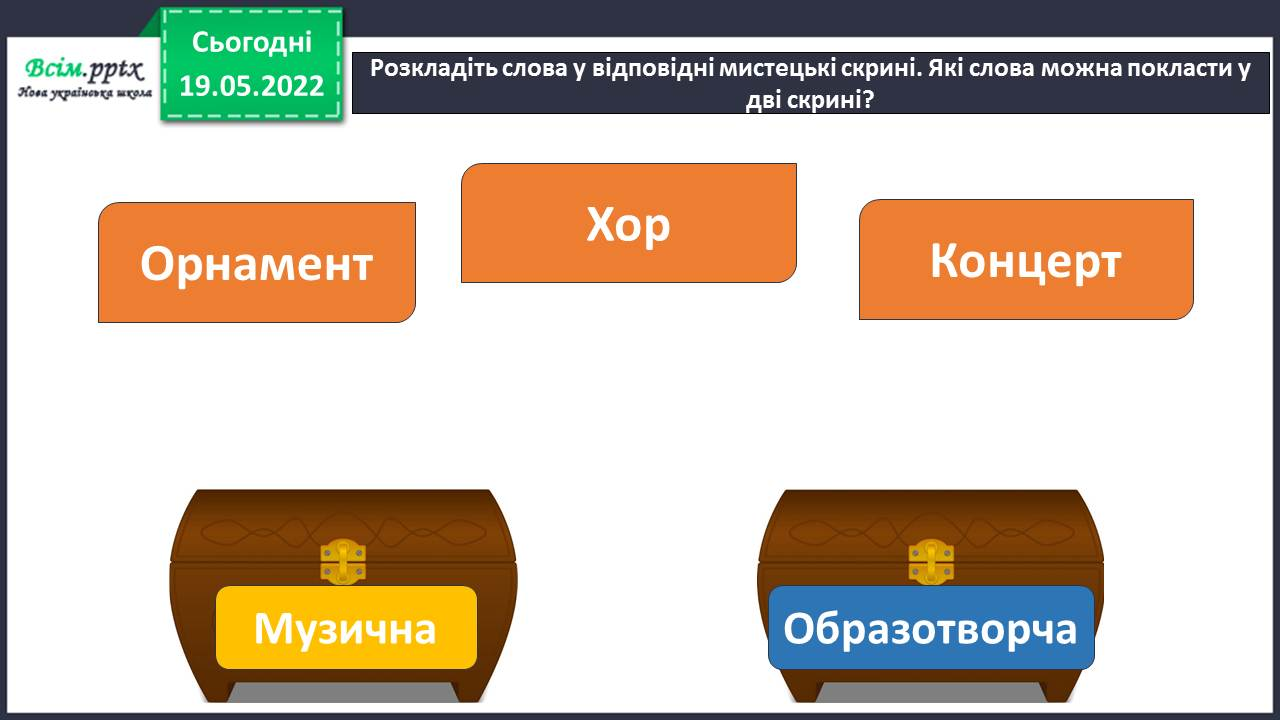 Всім.pptx
Нова українська школа
Сьогодні
19.05.2022
Розкладіть слова у відповідні мистецькі скрині. Які слова можна покласти у
дві скрині?
Орнамент
Хор
Концерт
Музична
Образотворча